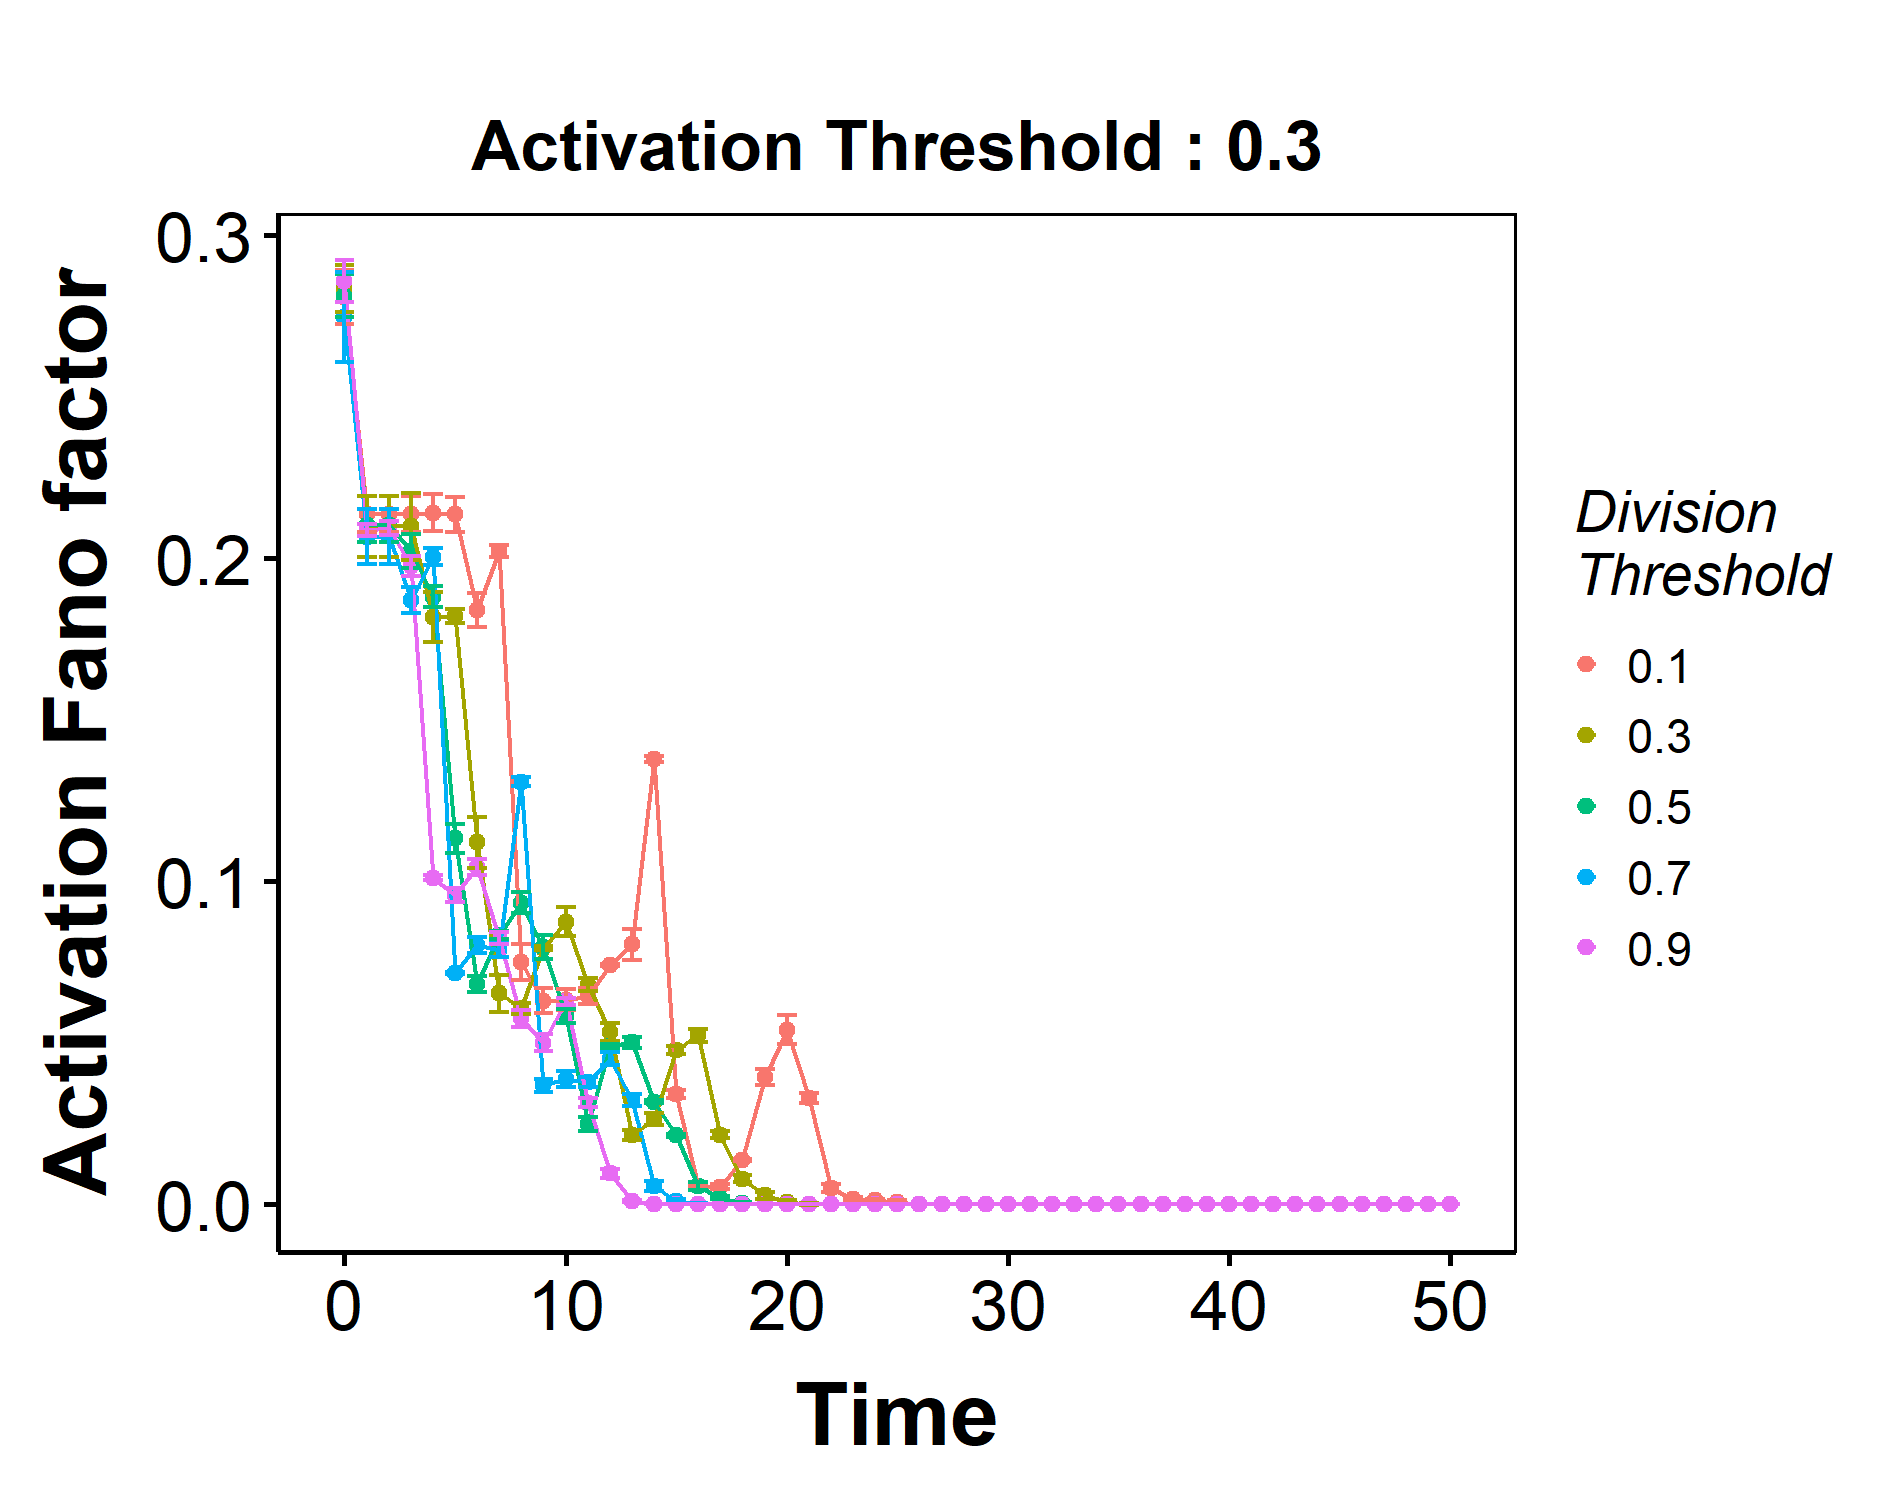 Activation Threshold : 0.3
Activation Fano factor
0.3
0.2
0.1
0.0
0 10 20 30 40 50
Time
Division
Threshold
0.1
0.3
0.5
0.7
0.9